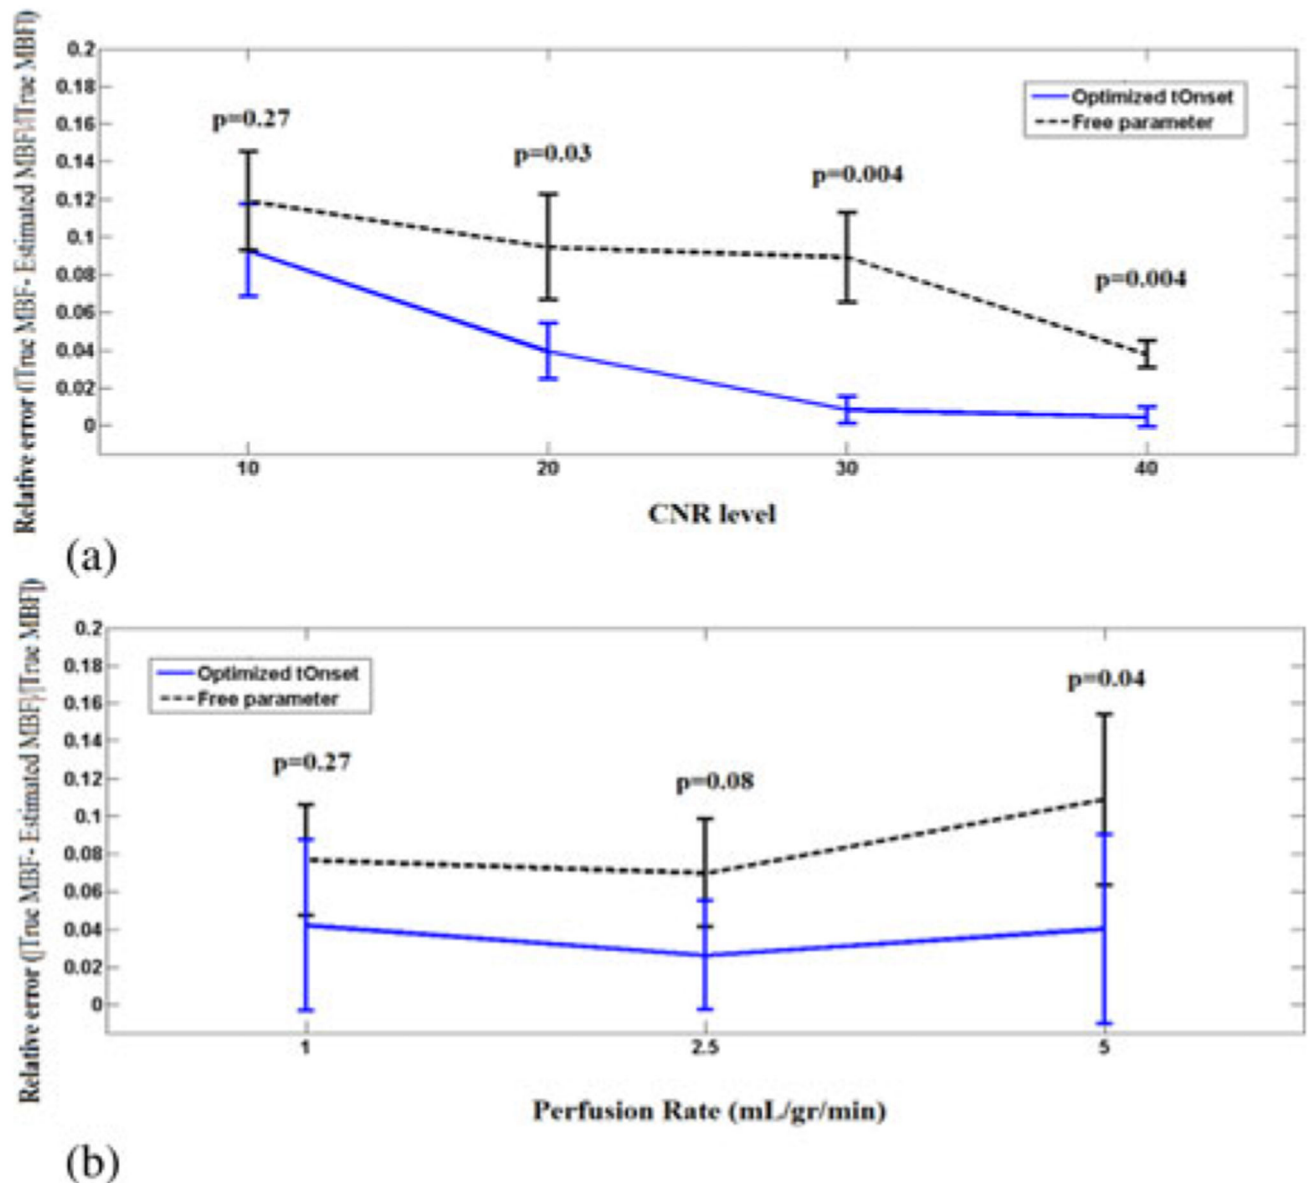 Relative error (|True MBF- Estimated MBF|/|True MBF|)
0.2
0.18
0.16
0.14
0.12
0.1
0.08
0.06
0.04
0.02
0
p=0.27
p=0.03
p=0.004
p=0.004
Optimized tOnset
Free parameter
10
20
30
40
CNR level
(a)
Relative error (|True MBF- Estimated MBF|/|True MBF|)
0.2
0.18
0.16
0.14
0.12
0.1
0.08
0.06
0.04
0.02
0
Optimized tOnset
Free parameter
p=0.27
p=0.08
p=0.04
1
2.5
5
Perfusion Rate (mL/gr/min)
(b)